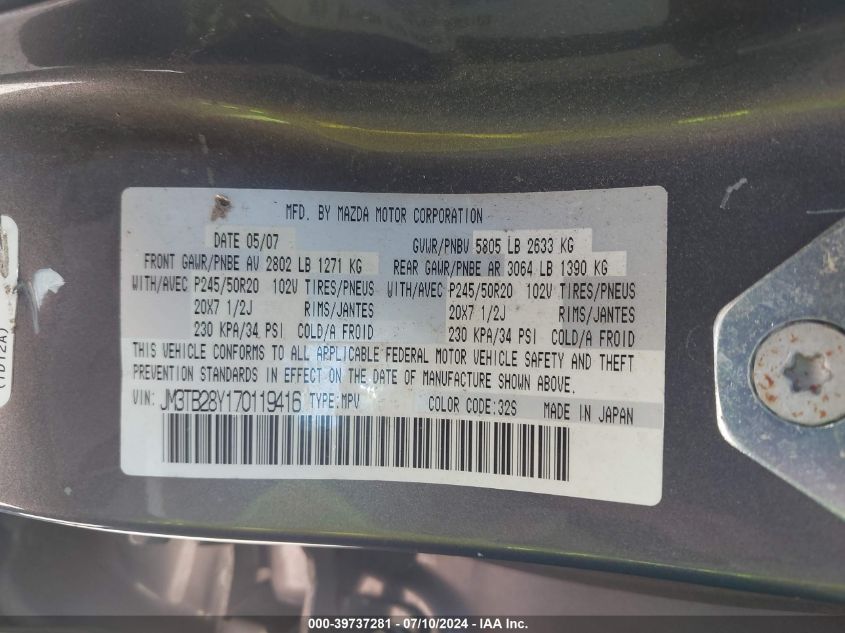 MFD. BY MAZDA MOTOR CORPORATION
DATE 05/07 GVWR/PNBV 5805 LB 2633 KG
FRONT GAWR/PNBE AV 2802 LB 1271 KG REAR GAWR/PNBE AR 3064 LB 1390 KG
WITH/AVEC P245/50R20 102V TIRES/PNEUS WITH/AVEC P245/50R20 102V TIRES/PNEUS
20X7 1/2J RIMS/JANTES 20X7 1/2J RIMS/JANTES
230 KPA/34 PSI COLD/A FROID 230 KPA/34 PSI COLD/A FROID
THIS VEHICLE CONFORMS TO ALL APPLICABLE FEDERAL MOTOR VEHICLE SAFETY AND THEFT
PREVENTION STANDARDS IN EFFECT ON THE DATE OF MANUFACTURE SHOWN ABOVE.
VIN: JM3TB28Y170119416 TYPE:MPV COLOR CODE:32S MADE IN JAPAN
(TD12A)
000-39737281 - 07/10/2024 - IAA Inc.